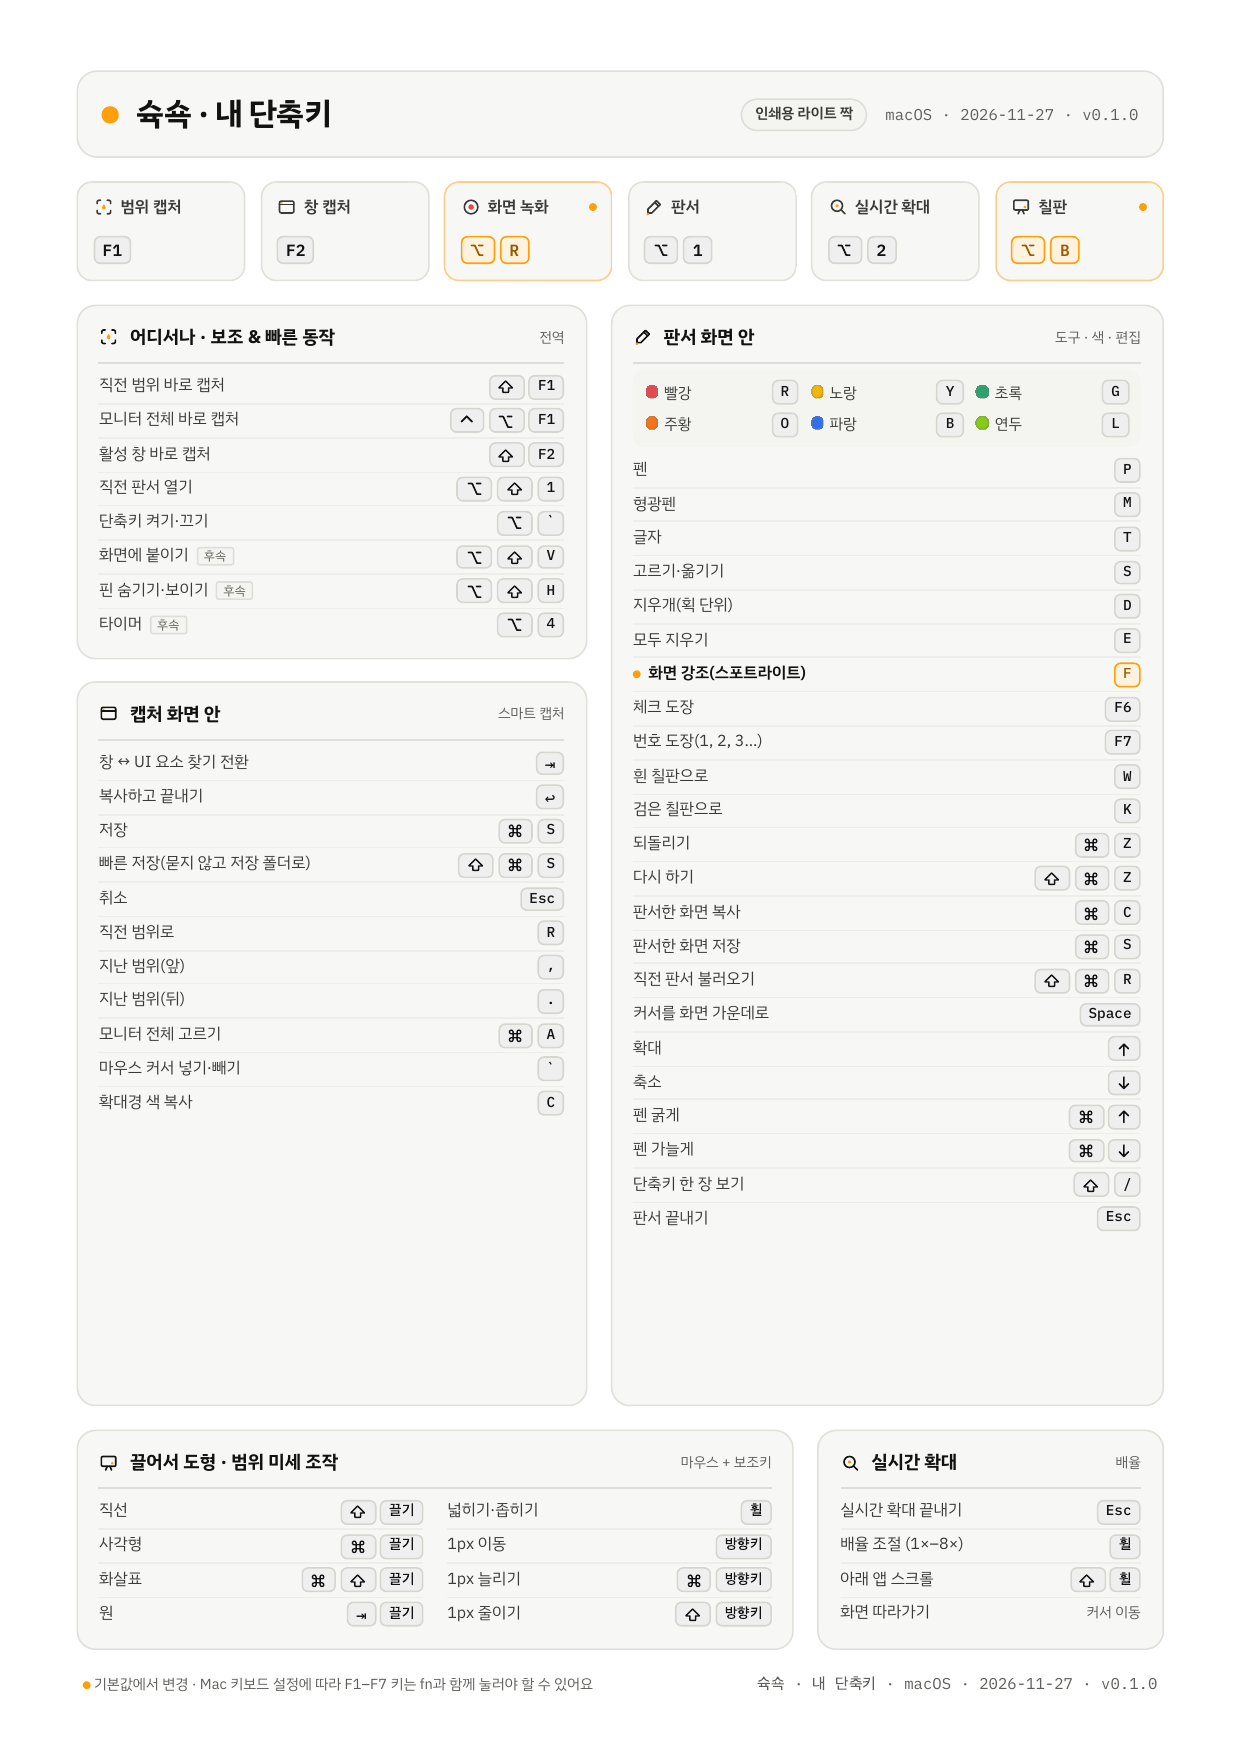 슉쇽 · 내 단축키
인쇄용 라이트 짝
macOS · 2026-11-27 · v0.1.0
범위 캡처
F1
창 캡처
F2
화면 녹화
⌥ R
판서
⌥ 1
실시간 확대
⌥ 2
칠판
⌥ B
어디서나 · 보조 & 빠른 동작 전역
직전 범위 바로 캡처 ⇧ F1
모니터 전체 바로 캡처 ⌃ ⌥ F1
활성 창 바로 캡처 ⇧ F2
직전 판서 열기 ⌥ ⇧ 1
단축키 켜기·끄기 ⌥ `
화면에 붙이기 후속 ⌥ ⇧ V
핀 숨기기·보이기 후속 ⌥ ⇧ H
타이머 후속 ⌥ 4
캡처 화면 안 스마트 캡처
창 ↔ UI 요소 찾기 전환 ⇥
복사하고 끝내기 ↩
저장 ⌘ S
빠른 저장(묻지 않고 저장 폴더로) ⇧ ⌘ S
취소 Esc
직전 범위로 R
지난 범위(앞) ,
지난 범위(뒤) .
모니터 전체 고르기 ⌘ A
마우스 커서 넣기·빼기 `
확대경 색 복사 C
판서 화면 안 도구 · 색 · 편집
빨강 R 노랑 Y 초록 G
주황 O 파랑 B 연두 L
펜 P
형광펜 M
글자 T
고르기·옮기기 S
지우개(획 단위) D
모두 지우기 E
화면 강조(스포트라이트) F
체크 도장 F6
번호 도장(1, 2, 3…) F7
흰 칠판으로 W
검은 칠판으로 K
되돌리기 ⌘ Z
다시 하기 ⇧ ⌘ Z
판서한 화면 복사 ⌘ C
판서한 화면 저장 ⌘ S
직전 판서 불러오기 ⇧ ⌘ R
커서를 화면 가운데로 Space
확대 ↑
축소 ↓
펜 굵게 ⌘ ↑
펜 가늘게 ⌘ ↓
단축키 한 장 보기 ⇧ /
판서 끝내기 Esc
끌어서 도형 · 범위 미세 조작 마우스 + 보조키
직선 ⇧ 끌기
사각형 ⌘ 끌기
화살표 ⌘ ⇧ 끌기
원 ⇥ 끌기
넓히기·좁히기 휠
1px 이동 방향키
1px 늘리기 ⌘ 방향키
1px 줄이기 ⇧ 방향키
실시간 확대 배율
실시간 확대 끝내기 Esc
배율 조절 (1×–8×) 휠
아래 앱 스크롤 ⇧ 휠
화면 따라가기 커서 이동
기본값에서 변경 · Mac 키보드 설정에 따라 F1–F7 키는 fn과 함께 눌러야 할 수 있어요
슉쇽 · 내 단축키 · macOS · 2026-11-27 · v0.1.0